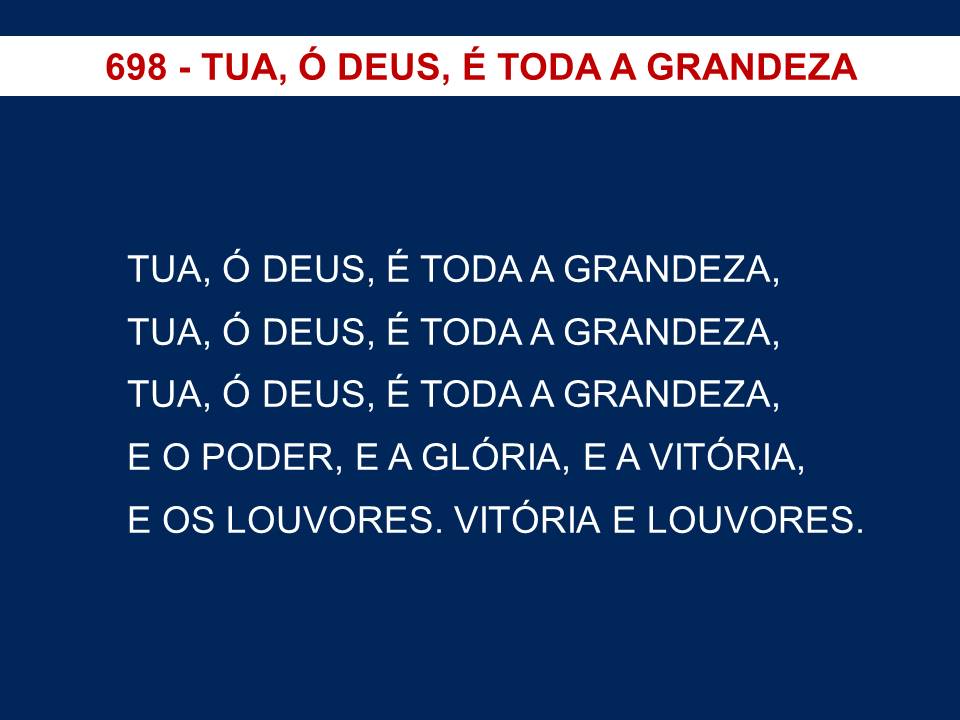 698 - TUA, Ó DEUS, É TODA A GRANDEZA
TUA, Ó DEUS, É TODA A GRANDEZA,
TUA, Ó DEUS, É TODA A GRANDEZA,
TUA, Ó DEUS, É TODA A GRANDEZA,
E O PODER, E A GLÓRIA, E A VITÓRIA,
E OS LOUVORES. VITÓRIA E LOUVORES.